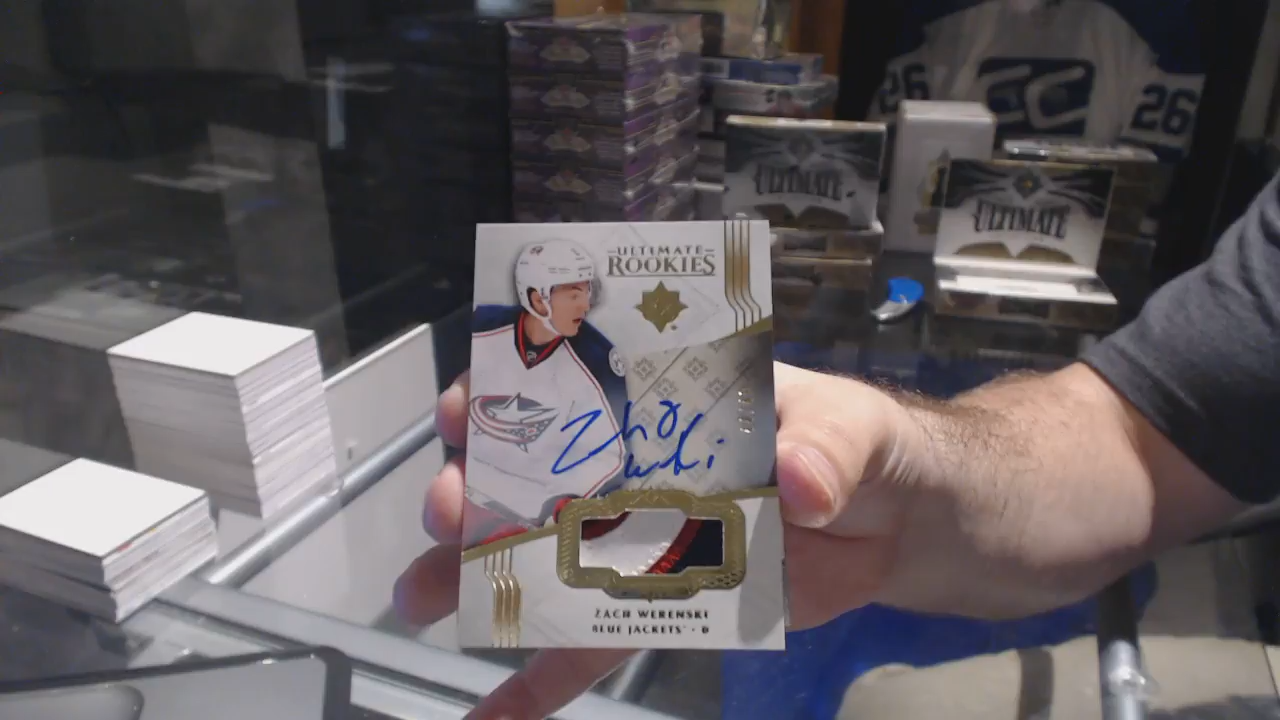 26
26
ULTIMATE
ULTIMATE
ULTIMATE
ROOKIES
ZACH WERENSKI
BLUE JACKETS · D